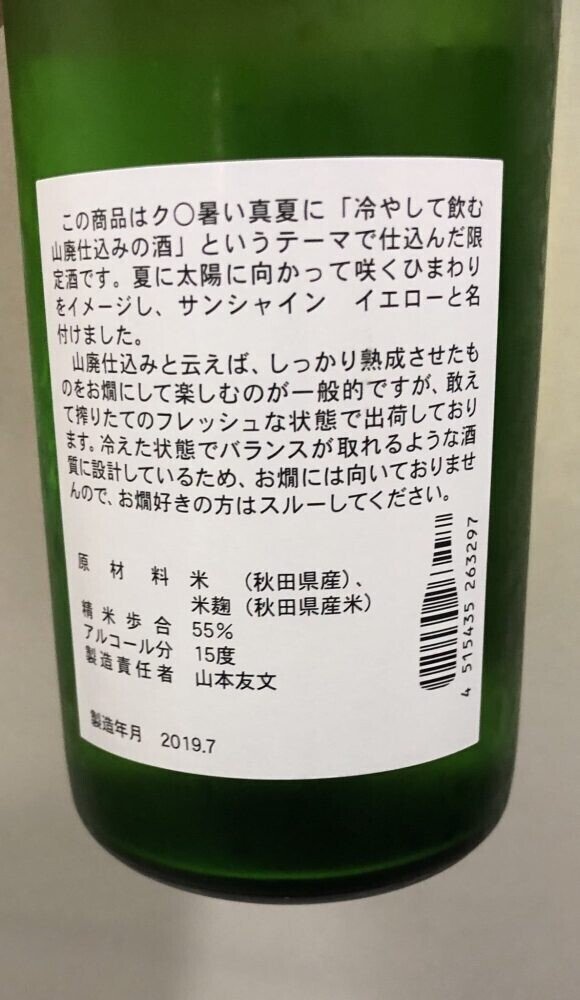 この商品はク〇暑い真夏に「冷やして飲む
山廃仕込みの酒」というテーマで仕込んだ限
定酒です。夏に太陽に向かって咲くひまわり
をイメージし、サンシャイン　イエローと名
付けました。
山廃仕込みと云えば、しっかり熟成させたも
のをお燗にして楽しむのが一般的ですが、敢え
て搾りたてのフレッシュな状態で出荷しており
ます。冷えた状態でバランスが取れるような酒
質に設計しているため、お燗には向いておりませ
んので、お燗好きの方はスルーしてください。
原材料 米 （秋田県産）、
米麹（秋田県産米）
精米歩合 55%
アルコール分 15度
製造責任者 山本友文
製造年月 2019.7
4 515435 263297